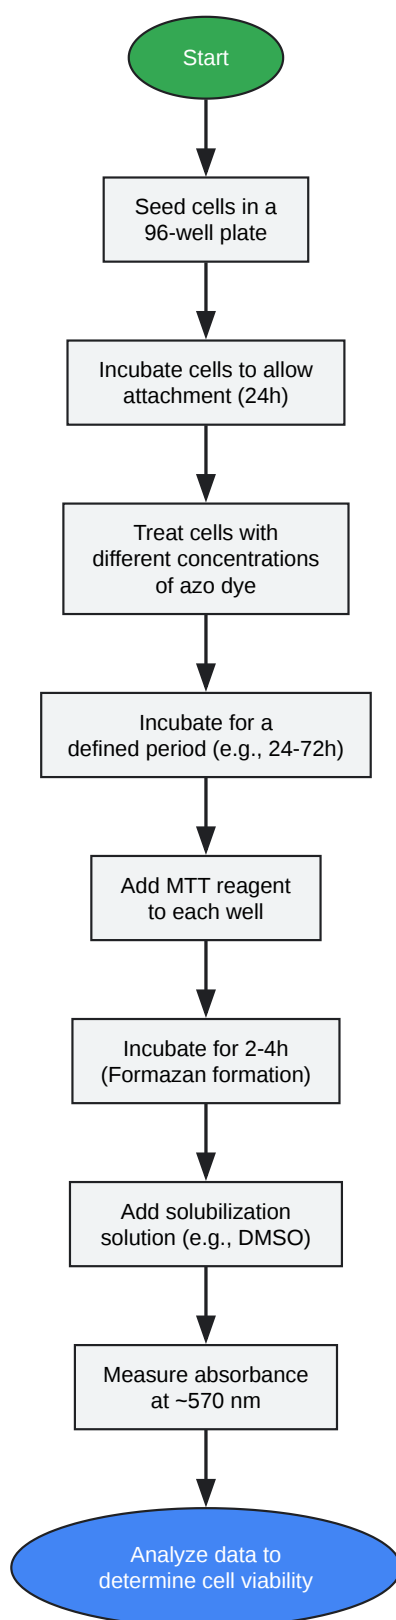 Start
Seed cells in a
96-well plate
Incubate cells to allow
attachment (24h)
Treat cells with
different concentrations
of azo dye
Incubate for a
defined period (e.g., 24-72h)
Add MTT reagent
to each well
Incubate for 2-4h
(Formazan formation)
Add solubilization
solution (e.g., DMSO)
Measure absorbance
at ~570 nm
Analyze data to
determine cell viability